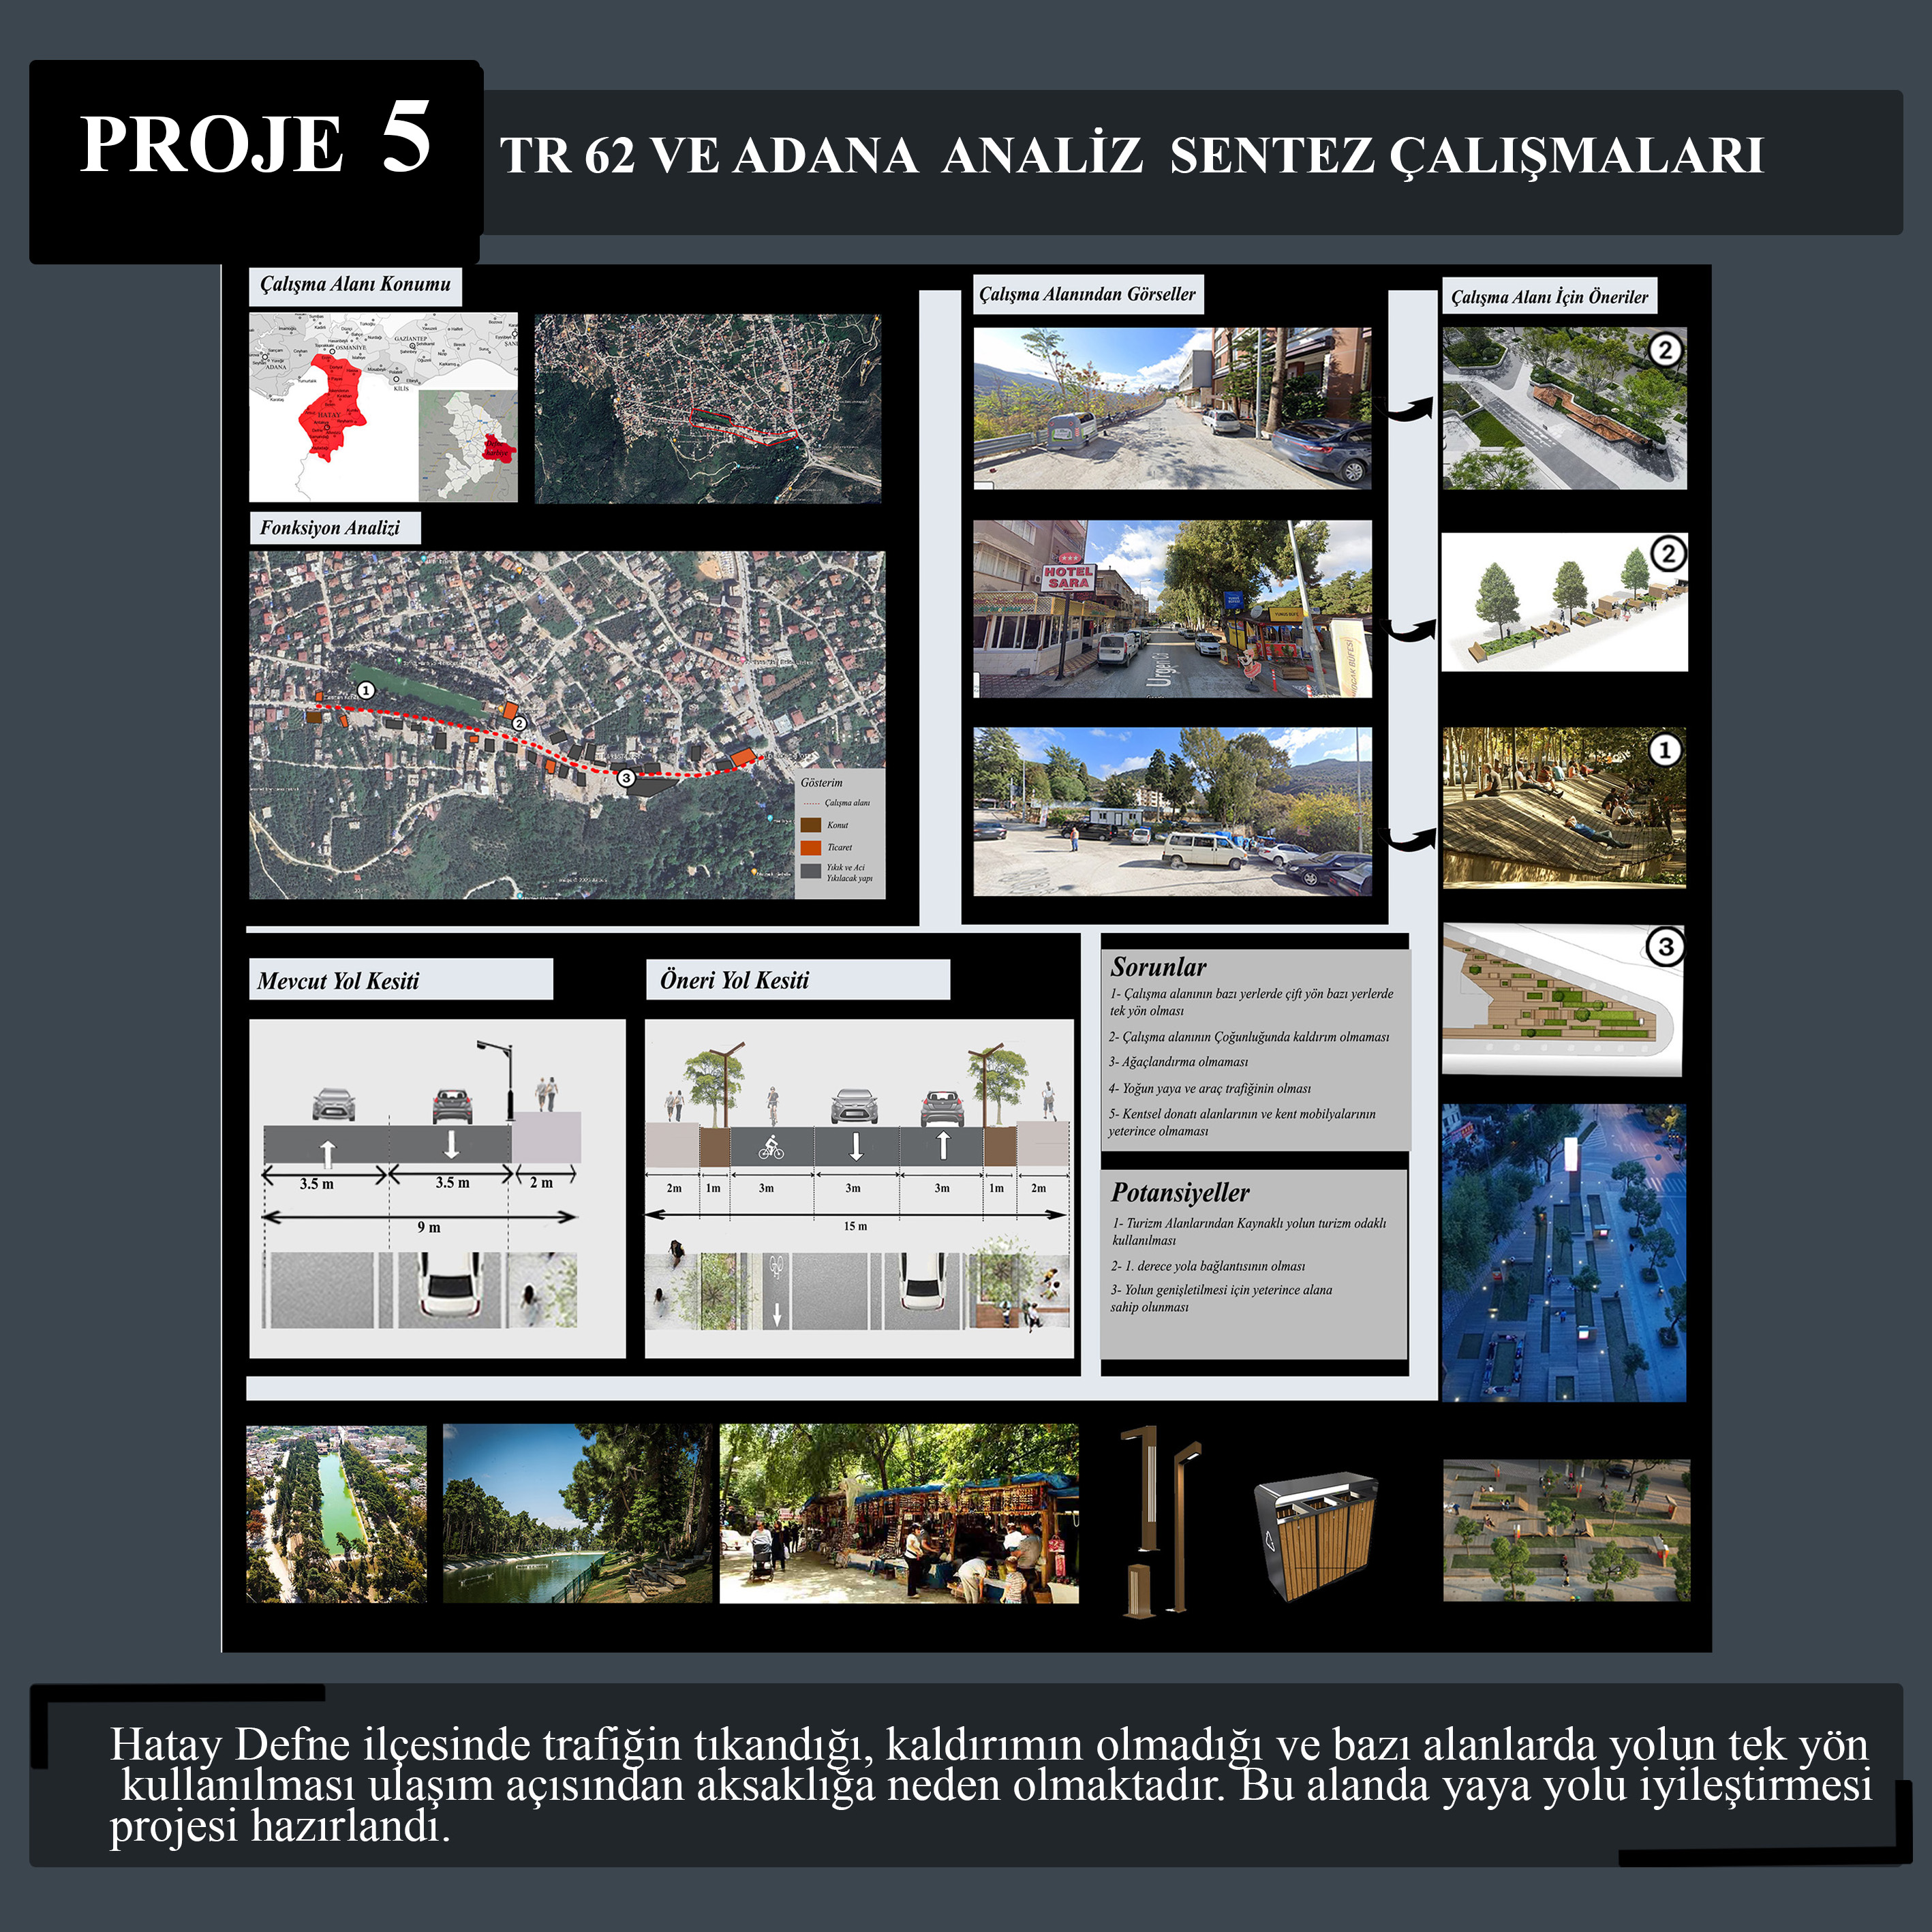 PROJE 5
TR 62 VE ADANA ANALİZ SENTEZ ÇALIŞMALARI
Çalışma Alanı Konumu
GAZİANTEP
OSMANİYE
ADANA
KİLİS
HATAY
Fonksiyon Analizi
1
2
3
Gösterim
Çalışma alanı
Konut
Ticaret
Yıkık ve Aci
Yıkılacak yapı
Çalışma Alanından Görseller
HOTEL
SARA
Urgen Cd
Çalışma Alanı İçin Öneriler
2
2
1
3
Mevcut Yol Kesiti
3.5 m
3.5 m
2 m
9 m
Öneri Yol Kesiti
2m
1m
3m
3m
3m
1m
2m
15 m
Sorunlar
1- Çalışma alanının bazı yerlerde çift yön bazı yerlerde
tek yön olması
2- Çalışma alanının Çoğunluğunda kaldırım olmaması
3- Ağaçlandırma olmaması
4- Yoğun yaya ve araç trafiğinin olması
5- Kentsel donatı alanlarının ve kent mobilyalarının
yeterince olmaması
Potansiyeller
1- Turizm Alanlarından Kaynaklı yolun turizm odaklı
kullanılması
2- 1. derece yola bağlantısının olması
3- Yolun genişletilmesi için yeterince alana
sahip olunması
Hatay Defne ilçesinde trafiğin tıkandığı, kaldırımın olmadığı ve bazı alanlarda yolun tek yön
kullanılması ulaşım açısından aksaklığa neden olmaktadır. Bu alanda yaya yolu iyileştirmesi
projesi hazırlandı.